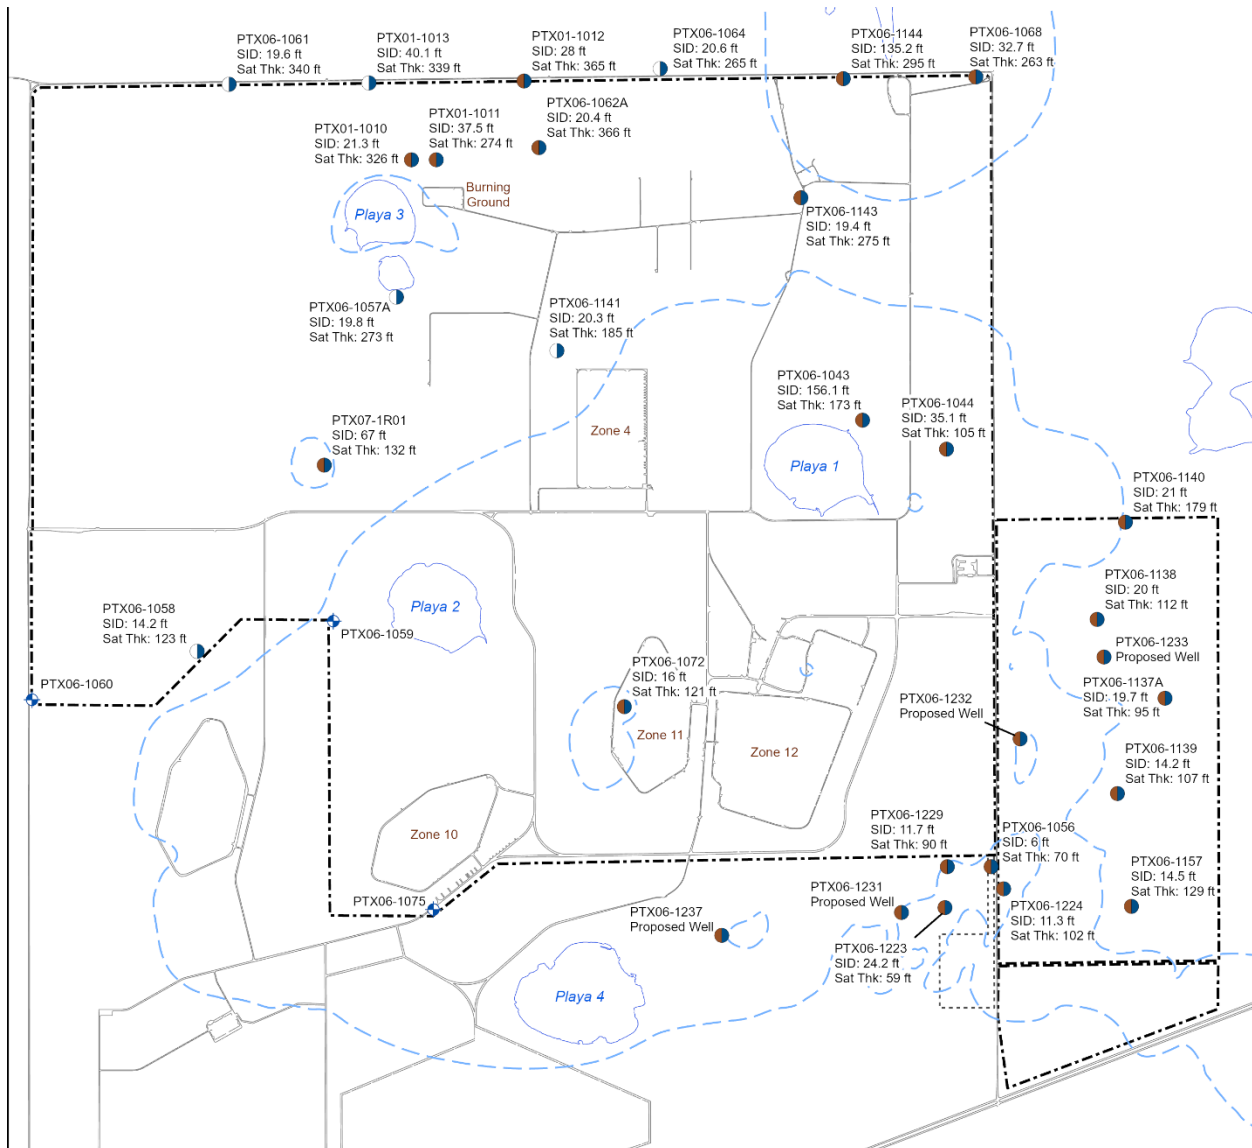 PTX06-1061
SID: 19.6 ft
Sat Thk: 340 ft
PTX01-1013
SID: 40.1 ft
Sat Thk: 339 ft
PTX01-1012
SID: 28 ft
Sat Thk: 365 ft
PTX06-1064
SID: 20.6 ft
Sat Thk: 265 ft
PTX06-1144
SID: 135.2 ft
Sat Thk: 295 ft
PTX06-1068
SID: 32.7 ft
Sat Thk: 263 ft
PTX01-1010
SID: 21.3 ft
Sat Thk: 326 ft
PTX01-1011
SID: 37.5 ft
Sat Thk: 274 ft
PTX06-1062A
SID: 20.4 ft
Sat Thk: 366 ft
Burning
Ground
Playa 3
PTX06-1143
SID: 19.4 ft
Sat Thk: 275 ft
PTX06-1057A
SID: 19.8 ft
Sat Thk: 273 ft
PTX06-1141
SID: 20.3 ft
Sat Thk: 185 ft
PTX06-1043
SID: 156.1 ft
Sat Thk: 173 ft
PTX06-1044
SID: 35.1 ft
Sat Thk: 105 ft
PTX07-1R01
SID: 67 ft
Sat Thk: 132 ft
Zone 4
Playa 1
PTX06-1140
SID: 21 ft
Sat Thk: 179 ft
PTX06-1138
SID: 20 ft
Sat Thk: 112 ft
PTX06-1058
SID: 14.2 ft
Sat Thk: 123 ft
Playa 2
PTX06-1059
PTX06-1233
Proposed Well
PTX06-1060
PTX06-1072
SID: 16 ft
Sat Thk: 121 ft
PTX06-1137A
SID: 19.7 ft
Sat Thk: 95 ft
PTX06-1232
Proposed Well
Zone 11
Zone 12
PTX06-1139
SID: 14.2 ft
Sat Thk: 107 ft
Zone 10
PTX06-1229
SID: 11.7 ft
Sat Thk: 90 ft
PTX06-1056
SID: 6 ft
Sat Thk: 70 ft
PTX06-1157
SID: 14.5 ft
Sat Thk: 129 ft
PTX06-1075
PTX06-1231
Proposed Well
PTX06-1237
Proposed Well
PTX06-1224
SID: 11.3 ft
Sat Thk: 102 ft
PTX06-1223
SID: 24.2 ft
Sat Thk: 59 ft
Playa 4